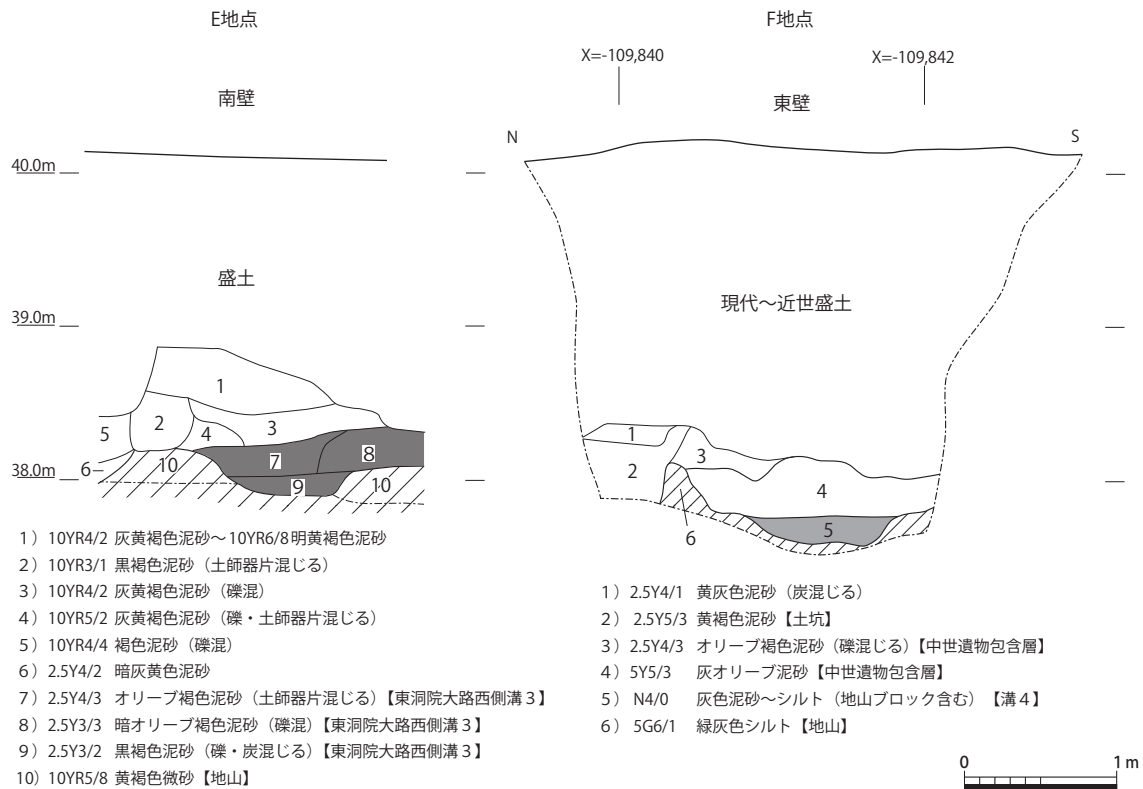 E地点
F地点
X=-109,840
X=-109,842
南壁
東壁
N
S
40.0m
盛土
現代～近世盛土
39.0m
1
2
5
4
3
7
8
6
10
9
10
38.0m
1
2
3
4
5
6
1）10YR4/2 灰黄褐色泥砂～10YR6/8明黄褐色泥砂
2）10YR3/1 黒褐色泥砂（土師器片混じる）
3）10YR4/2 灰黄褐色泥砂（礫混）
4）10YR5/2 灰黄褐色泥砂（礫・土師器片混じる）
5）10YR4/4 褐色泥砂（礫混）
6）2.5Y4/2 暗灰黄色泥砂
7）2.5Y4/3 オリーブ褐色泥砂（土師器片混じる）【東洞院大路西側溝３】
8）2.5Y3/3 暗オリーブ褐色泥砂（礫混）【東洞院大路西側溝３】
9）2.5Y3/2 黒褐色泥砂（礫・炭混じる）【東洞院大路西側溝３】
10）10YR5/8 黄褐色微砂【地山】
1）2.5Y4/1 黄灰色泥砂（炭混じる）
2）2.5Y5/3 黄褐色泥砂【土坑】
3）2.5Y4/3 オリーブ褐色泥砂（礫混じる）【中世遺物包含層】
4）5Y5/3 灰オリーブ泥砂【中世遺物包含層】
5）N4/0 灰色泥砂～シルト（地山ブロック含む）【溝４】
6）5G6/1 緑灰色シルト【地山】
0 1 m